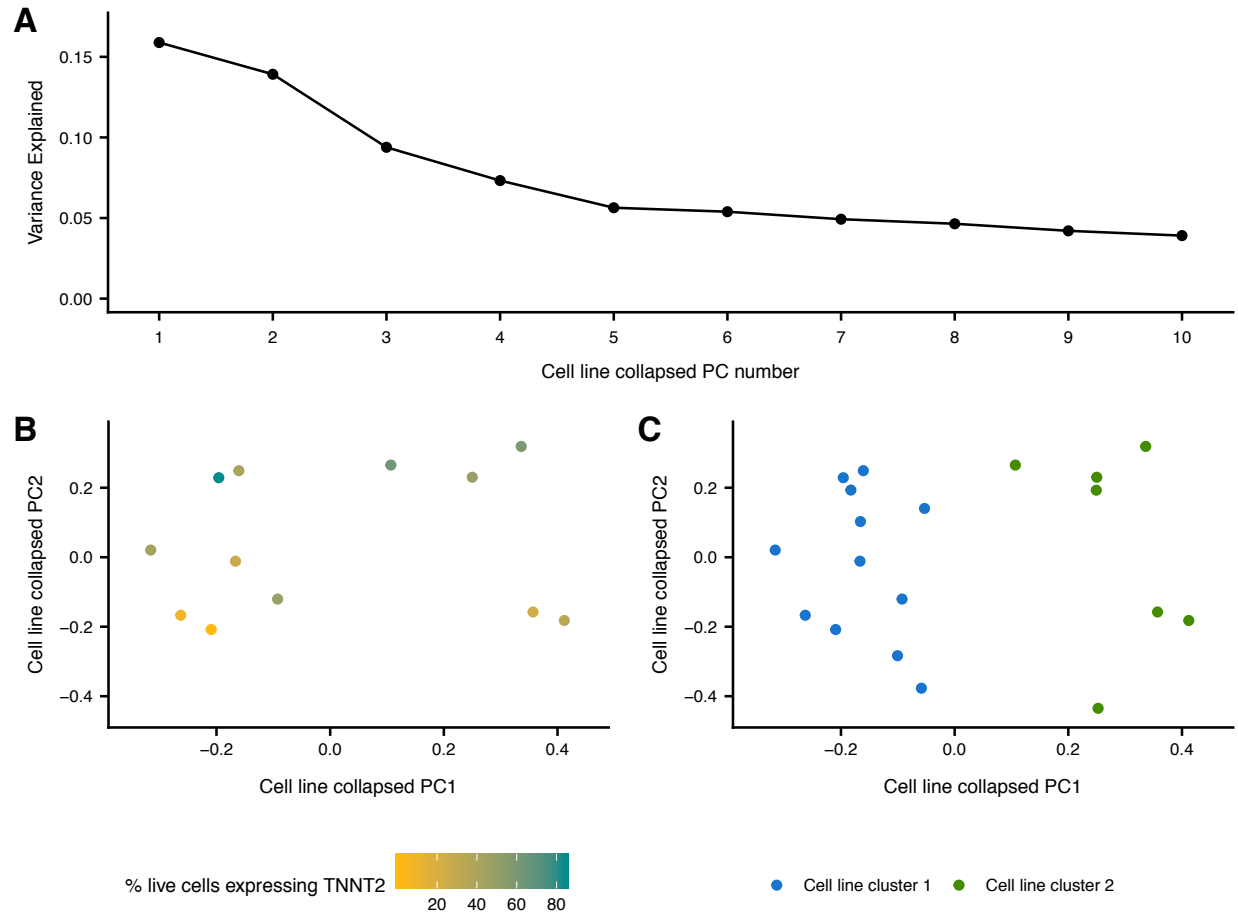 A
Variance Explained
0.15
0.10
0.05
0.00
1 2 3 4 5 6 7 8 9 10
Cell line collapsed PC number
B
Cell line collapsed PC2
0.2
0.0
−0.2
−0.4
−0.2 0.0 0.2 0.4
Cell line collapsed PC1
% live cells expressing TNNT2
20 40 60 80
C
Cell line collapsed PC2
0.2
0.0
−0.2
−0.4
−0.2 0.0 0.2 0.4
Cell line collapsed PC1
Cell line cluster 1 Cell line cluster 2